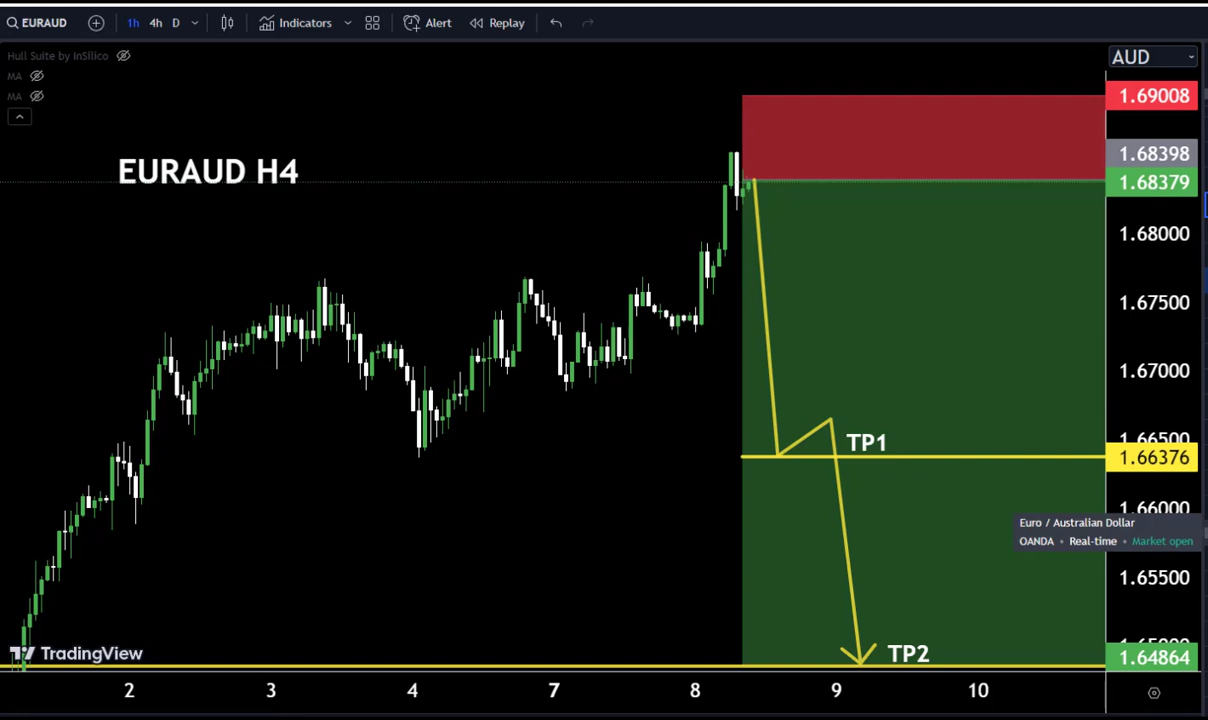 EURAUD 1h 4h D Indicators Alert Replay
Hull Suite by InSilico
AUD
MA
1.69008
MA
1.68398
EURAUD H4
1.68379
1.68000
1.67500
1.67000
1.66500
TP1
1.66376
1.66000
Euro / Australian Dollar
OANDA • Real-time • Market open
1.65500
TradingView
TP2
1.64864
2 3 4 7 8 9 10